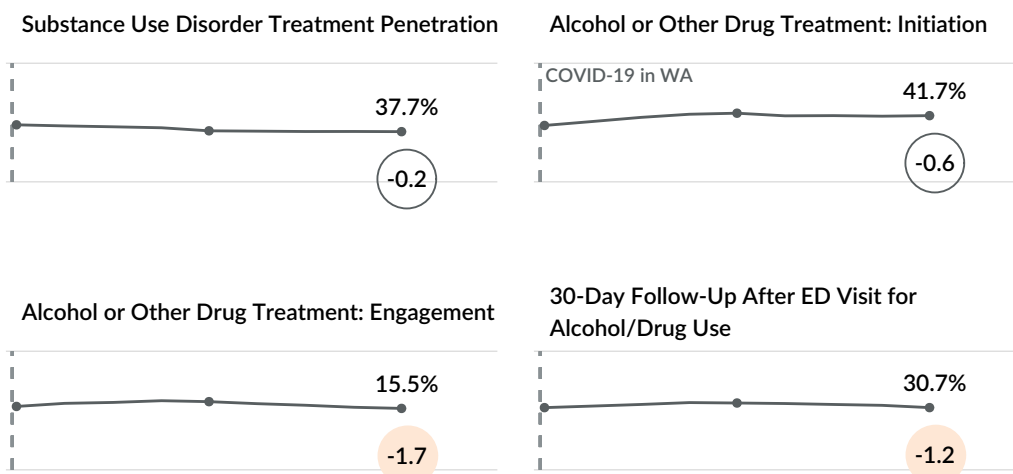 Substance Use Disorder Treatment Penetration
37.7%
-0.2
Alcohol or Other Drug Treatment: Initiation
COVID-19 in WA
41.7%
-0.6
Alcohol or Other Drug Treatment: Engagement
15.5%
-1.7
30-Day Follow-Up After ED Visit for
Alcohol/Drug Use
30.7%
-1.2